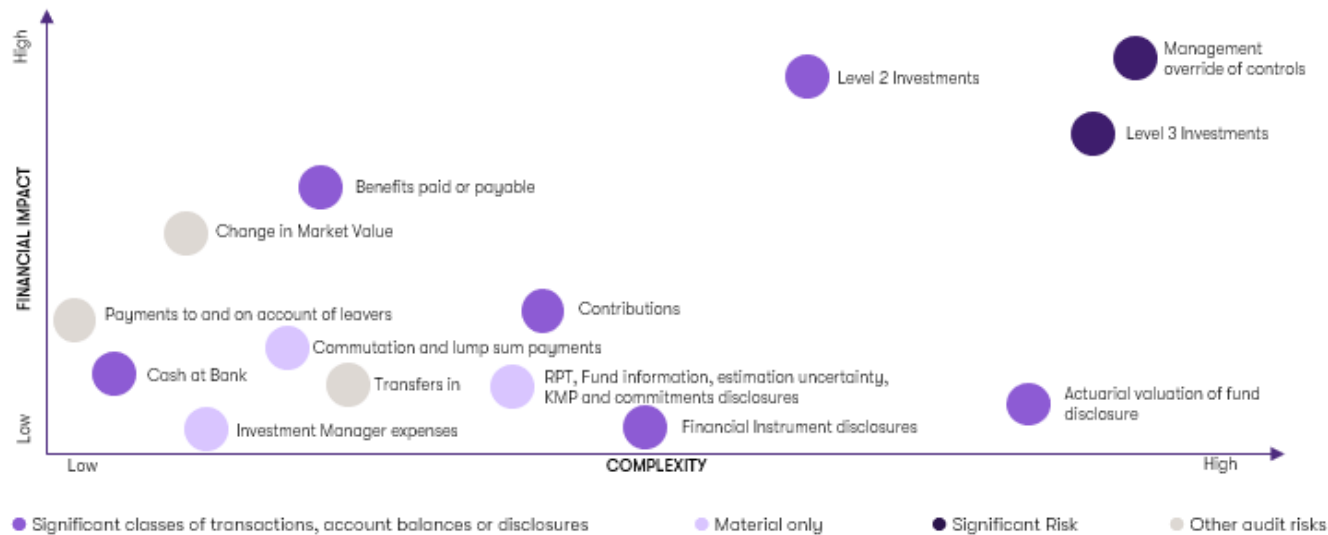 High
Management
override of controls
Level 2 Investments
Level 3 Investments
Benefits paid or payable
Change in Market Value
FINANCIAL IMPACT
Payments to and on account of leavers
Contributions
Commutation and lump sum payments
Cash at Bank
Transfers in
RPT, Fund information, estimation uncertainty,
KMP and commitments disclosures
Actuarial valuation of fund
disclosure
Low
Investment Manager expenses
Financial Instrument disclosures
Low
COMPLEXITY
High
Significant classes of transactions, account balances or disclosures
Material only
Significant Risk
Other audit risks